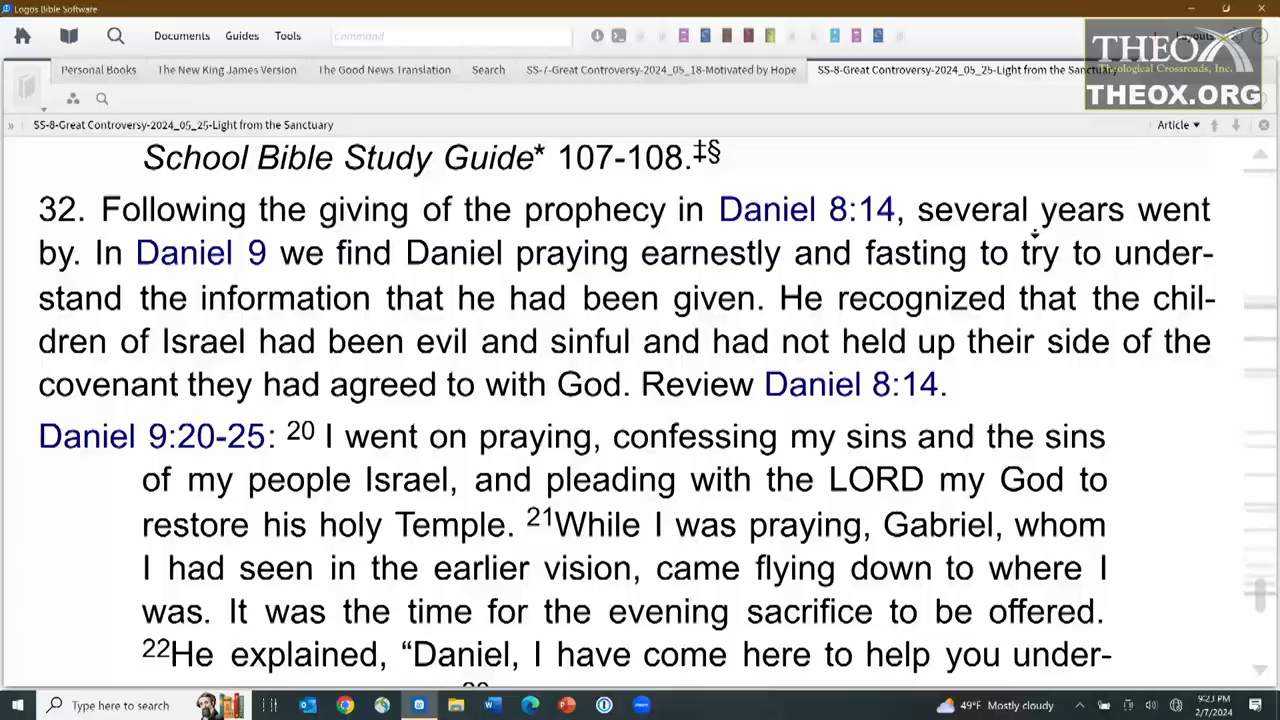 Logos Bible Software
Documents Guides Tools Command
THEOX
Theological Crossroads, Inc.
THEOX.ORG
Personal Books The New King James Version The Good News SS-7-Great Controversy-2024_05_18-Motivated by Hope SS-8-Great Controversy-2024_05_25-Light from the Sanctuary
SS-8-Great Controversy-2024_05_25-Light from the Sanctuary Article
School Bible Study Guide* 107-108.‡§
32. Following the giving of the prophecy in Daniel 8:14, several years went
by. In Daniel 9 we find Daniel praying earnestly and fasting to try to under-
stand the information that he had been given. He recognized that the chil-
dren of Israel had been evil and sinful and had not held up their side of the
covenant they had agreed to with God. Review Daniel 8:14.
Daniel 9:20-25: 20 I went on praying, confessing my sins and the sins
of my people Israel, and pleading with the LORD my God to
restore his holy Temple. 21While I was praying, Gabriel, whom
I had seen in the earlier vision, came flying down to where I
was. It was the time for the evening sacrifice to be offered.
22He explained, “Daniel, I have come here to help you under-
Type here to search
49°F Mostly cloudy
9:23 PM
2/7/2024